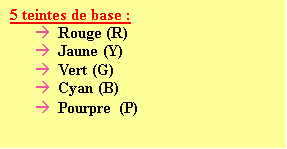 5 teintes de base :
→ Rouge (R)
→ Jaune (Y)
→ Vert (G)
→ Cyan (B)
→ Pourpre (P)